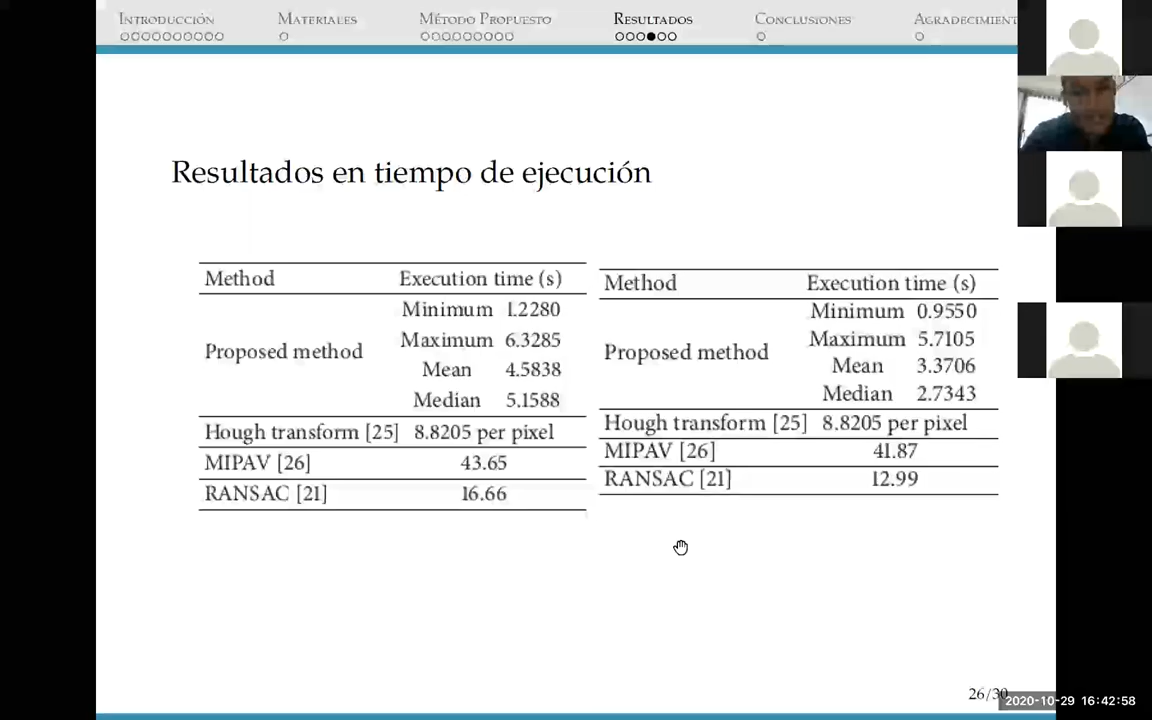 INTRODUCCIÓN MATERIALES MÉTODO PROPUESTO RESULTADOS CONCLUSIONES AGRADECIMIENT
Resultados en tiempo de ejecución
Method Execution time (s)
Proposed method
Minimum 1.2280
Maximum 6.3285
Mean 4.5838
Median 5.1588
Hough transform [25] 8.8205 per pixel
MIPAV [26] 43.65
RANSAC [21] 16.66
Method Execution time (s)
Proposed method
Minimum 0.9550
Maximum 5.7105
Mean 3.3706
Median 2.7343
Hough transform [25] 8.8205 per pixel
MIPAV [26] 41.87
RANSAC [21] 12.99
26/30
2020-10-29 16:42:58